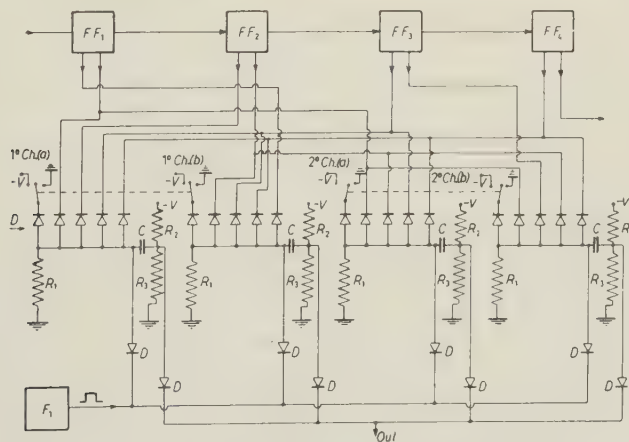 FF₁ FF₂ FF₃ FF₄
1° Ch.(a) 1° Ch.(b) 2° Ch.(a) 2° Ch.(b)
-V -V -V -V
-V -V -V -V
D
C R₂ C R₂ C R₂ C R₂
R₁ R₃ R₁ R₃ R₁ R₃ R₁ R₃
D D D D
D D D D
F₁
Out